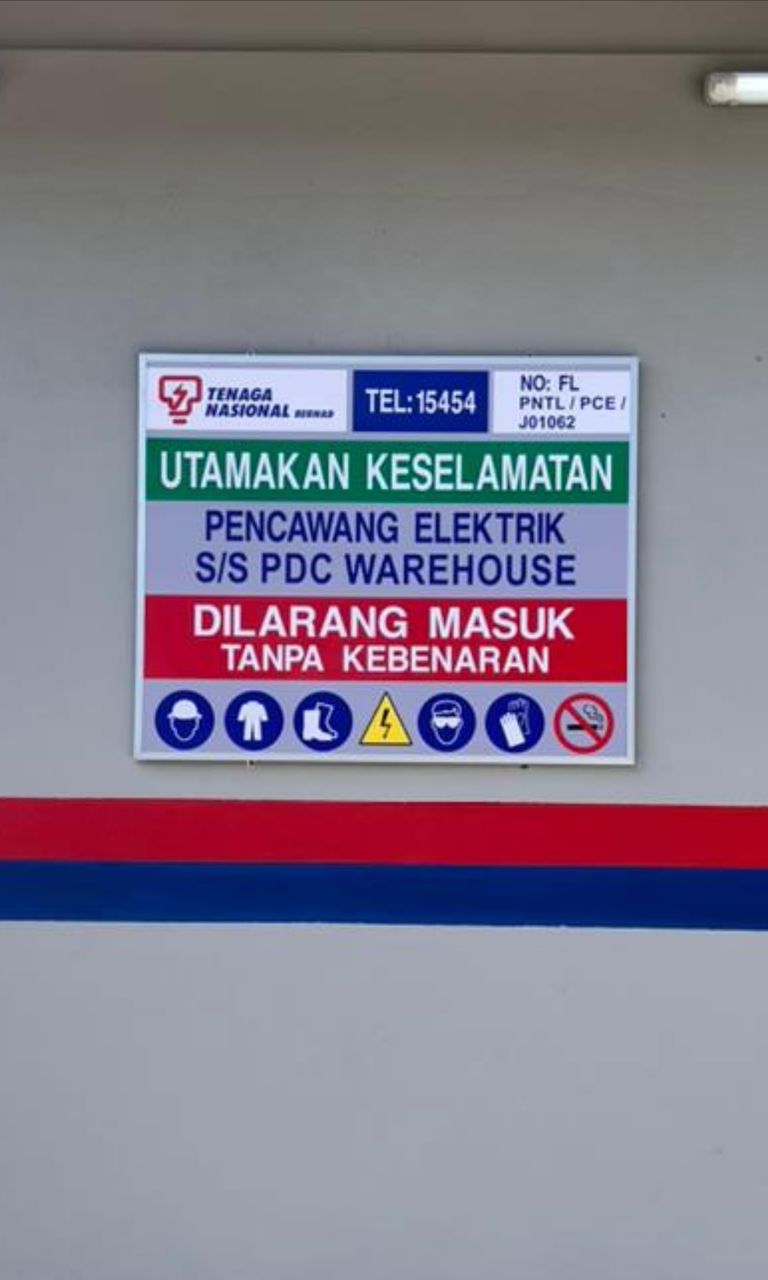 TENAGA
NASIONAL BERHAD
TEL:15454
NO: FL
PNTL / PCE /
J01062
UTAMAKAN KESELAMATAN
PENCAWANG ELEKTRIK
S/S PDC WAREHOUSE
DILARANG MASUK
TANPA KEBENARAN